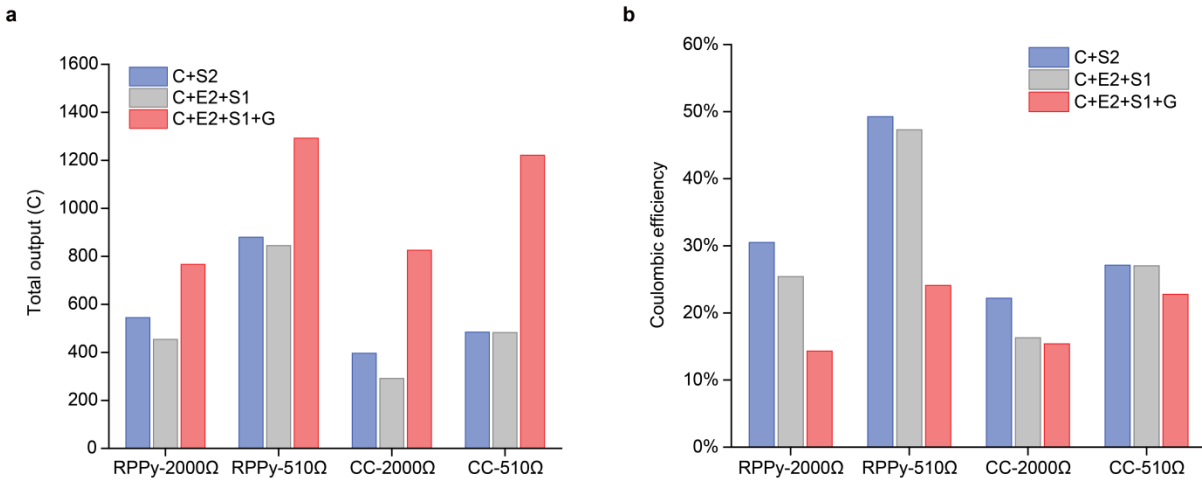 a
Total output (C)
1600
1400
1200
1000
800
600
400
200
0
C+S2
C+E2+S1
C+E2+S1+G
RPPy-2000Ω RPPy-510Ω CC-2000Ω CC-510Ω
b
Coulombic efficiency
60%
50%
40%
30%
20%
10%
0%
C+S2
C+E2+S1
C+E2+S1+G
RPPy-2000Ω RPPy-510Ω CC-2000Ω CC-510Ω